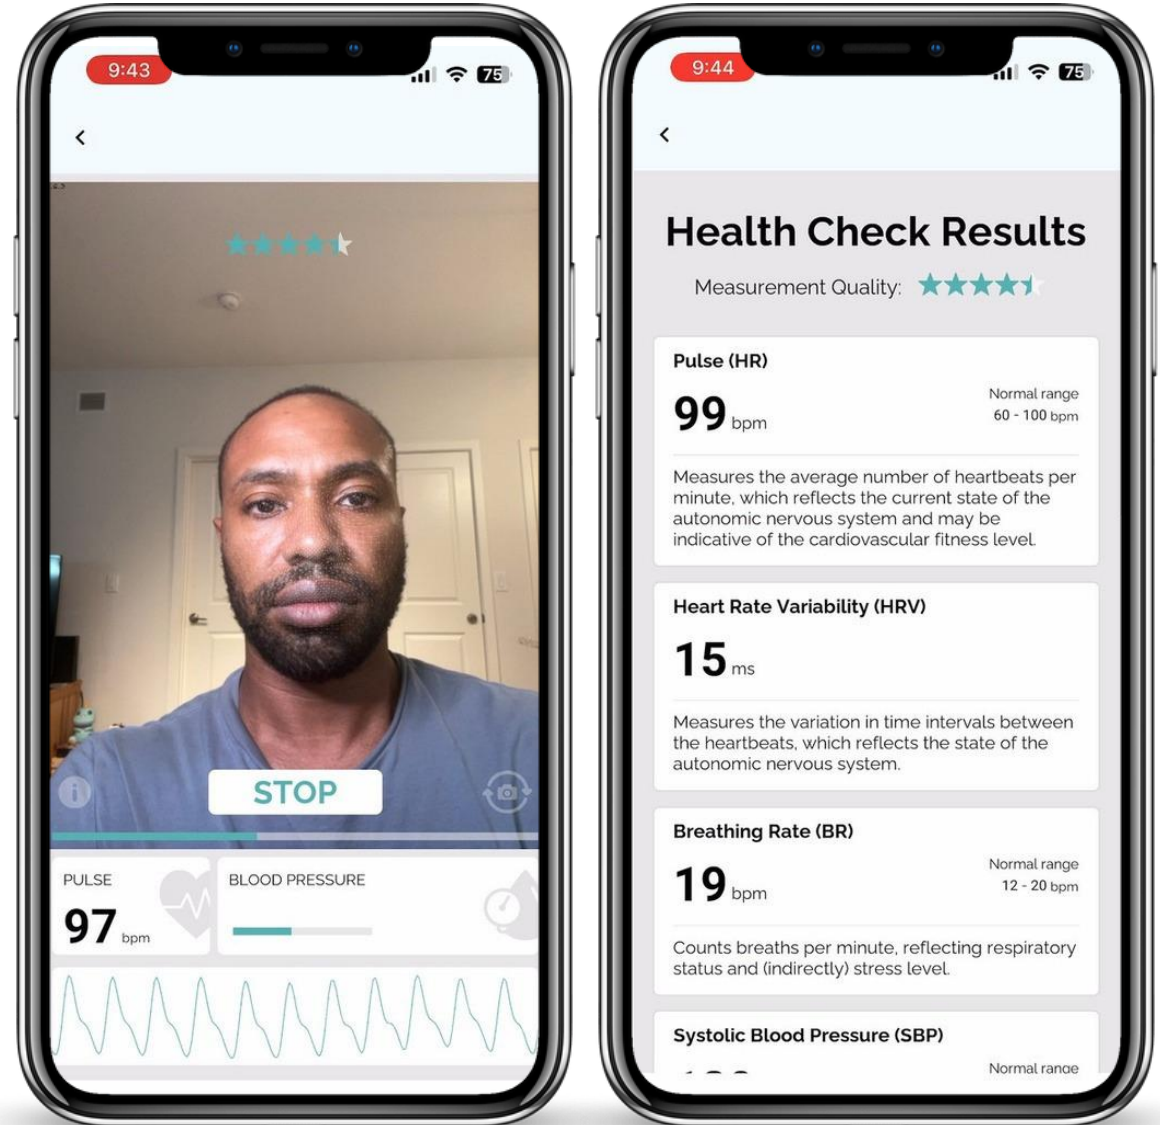 9:43
75
STOP
PULSE
97 bpm
BLOOD PRESSURE
9:44
75
Health Check Results
Measurement Quality:
Pulse (HR)
99 bpm
Normal range
60 - 100 bpm
Measures the average number of heartbeats per
minute, which reflects the current state of the
autonomic nervous system and may be
indicative of the cardiovascular fitness level.
Heart Rate Variability (HRV)
15 ms
Measures the variation in time intervals between
the heartbeats, which reflects the state of the
autonomic nervous system.
Breathing Rate (BR)
19 bpm
Normal range
12 - 20 bpm
Counts breaths per minute, reflecting respiratory
status and (indirectly) stress level.
Systolic Blood Pressure (SBP)
Normal range